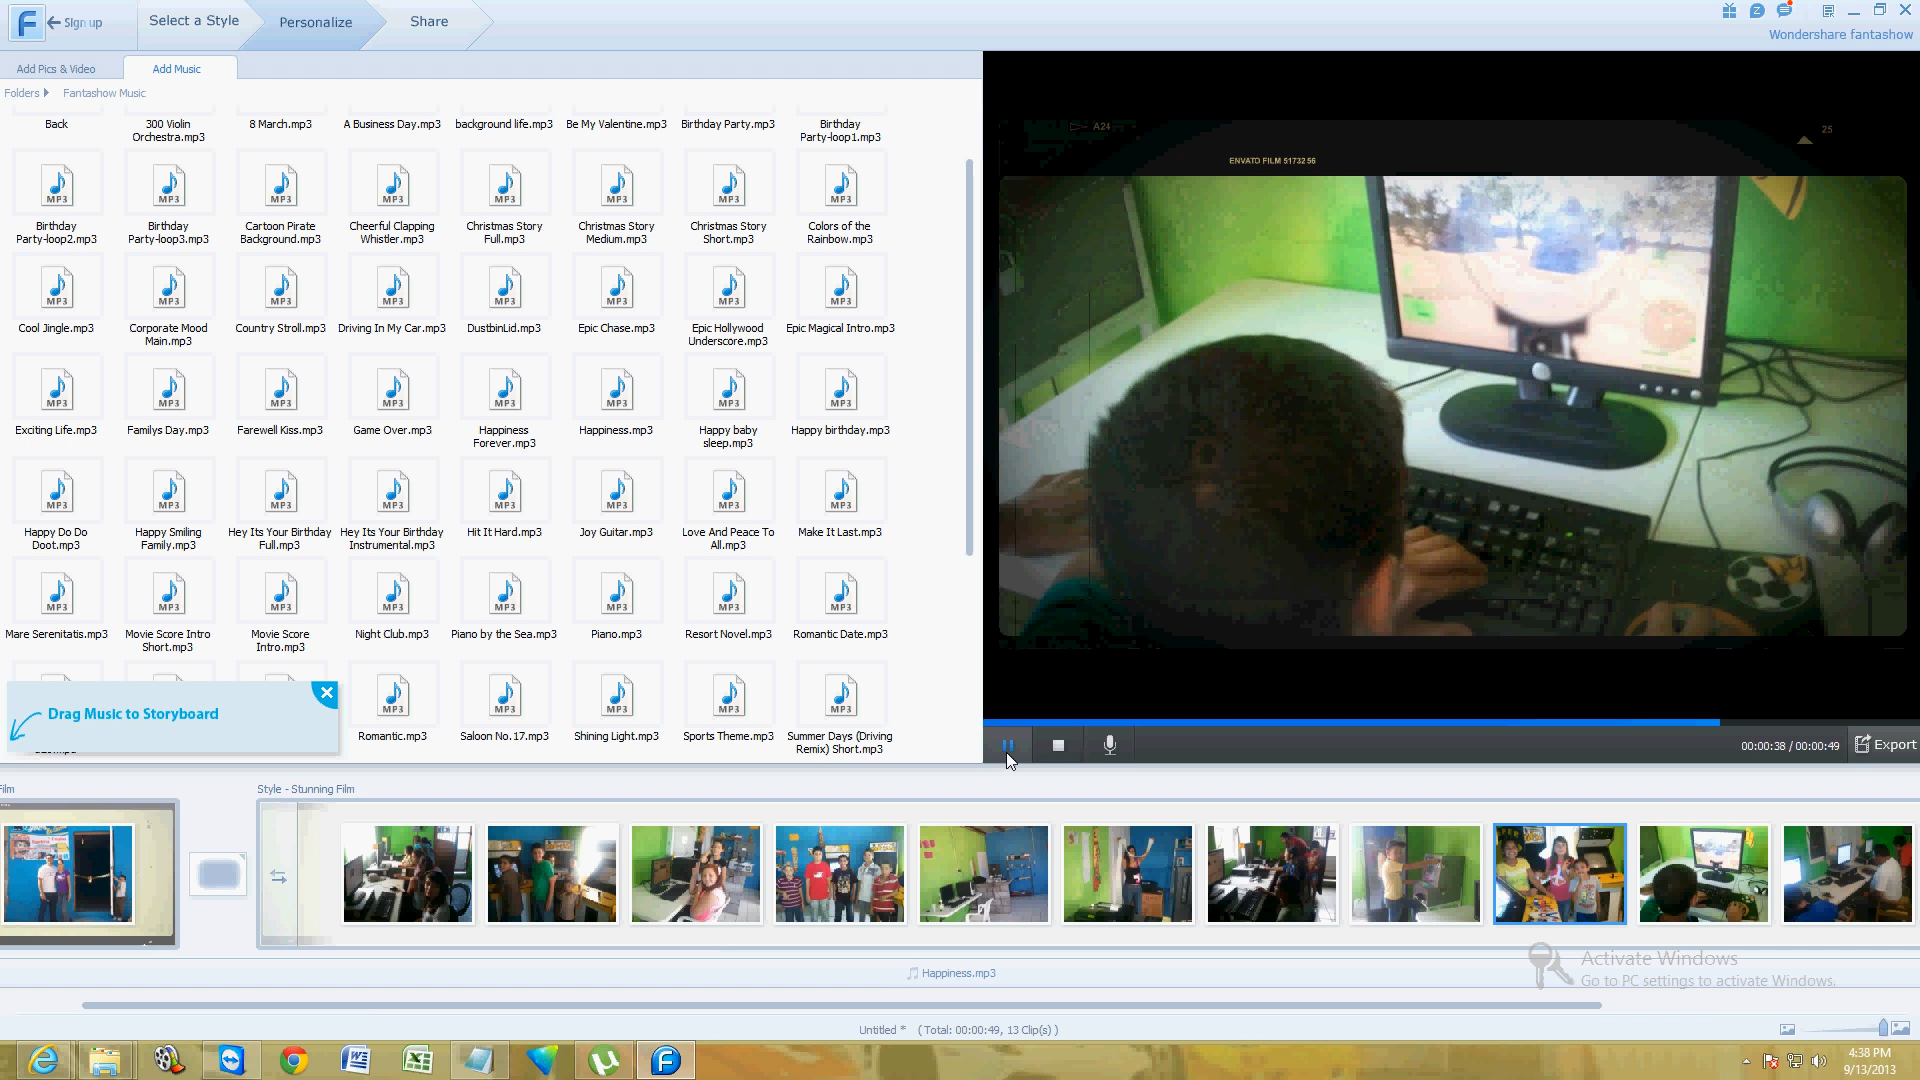 Sign up
Select a Style
Personalize
Share
Wondershare fantashow
Add Pics & Video
Add Music
Folders
Fantashow Music
Back
300 Violin
Orchestra.mp3
8 March.mp3
A Business Day.mp3
background life.mp3
Be My Valentine.mp3
Birthday Party.mp3
Birthday
Party-loop1.mp3
Birthday
Party-loop2.mp3
Birthday
Party-loop3.mp3
Cartoon Pirate
Background.mp3
Cheerful Clapping
Whistler.mp3
Christmas Story
Full.mp3
Christmas Story
Medium.mp3
Christmas Story
Short.mp3
Colors of the
Rainbow.mp3
Cool Jingle.mp3
Corporate Mood
Main.mp3
Country Stroll.mp3
Driving In My Car.mp3
DustbinLid.mp3
Epic Chase.mp3
Epic Hollywood
Underscore.mp3
Epic Magical Intro.mp3
Exciting Life.mp3
Familys Day.mp3
Farewell Kiss.mp3
Game Over.mp3
Happiness
Forever.mp3
Happiness.mp3
Happy baby
sleep.mp3
Happy birthday.mp3
Happy Do Do
Doot.mp3
Happy Smiling
Family.mp3
Hey Its Your Birthday
Full.mp3
Hey Its Your Birthday
Instrumental.mp3
Hit It Hard.mp3
Joy Guitar.mp3
Love And Peace To
All.mp3
Make It Last.mp3
Mare Serenitatis.mp3
Movie Score Intro
Short.mp3
Movie Score
Intro.mp3
Night Club.mp3
Piano by the Sea.mp3
Piano.mp3
Resort Novel.mp3
Romantic Date.mp3
Drag Music to Storyboard
Romantic.mp3
Saloon No.17.mp3
Shining Light.mp3
Sports Theme.mp3
Summer Days (Driving
Remix) Short.mp3
A24
25
ENVATO FILM 5173256
00:00:38 / 00:00:49
Export
Film
Style - Stunning Film
Happiness.mp3
Activate Windows
Go to PC settings to activate Windows.
Untitled * ( Total: 00:00:49, 13 Clip(s) )
4:38 PM
9/13/2013